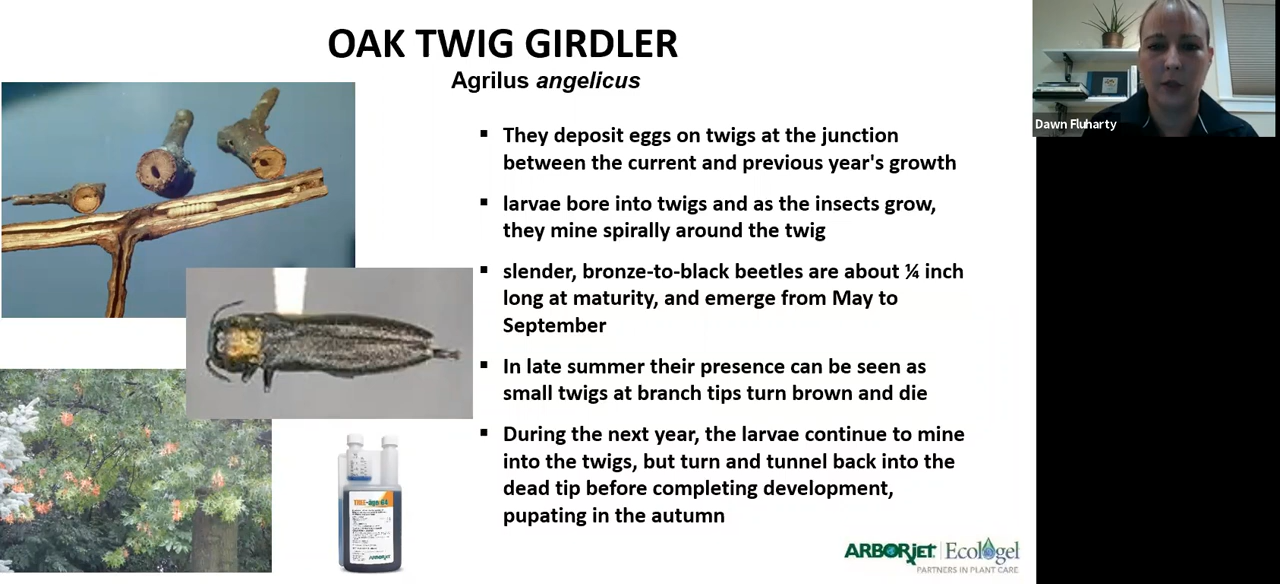 OAK TWIG GIRDLER
Agrilus angelicus
▪ They deposit eggs on twigs at the junction
between the current and previous year's growth
▪ larvae bore into twigs and as the insects grow,
they mine spirally around the twig
▪ slender, bronze-to-black beetles are about ¼ inch
long at maturity, and emerge from May to
September
▪ In late summer their presence can be seen as
small twigs at branch tips turn brown and die
▪ During the next year, the larvae continue to mine
into the twigs, but turn and tunnel back into the
dead tip before completing development,
pupating in the autumn
TREE-äge G4
ARBORJET
ARBORJET Ecologel
PARTNERS IN PLANT CARE
Dawn Fluharty